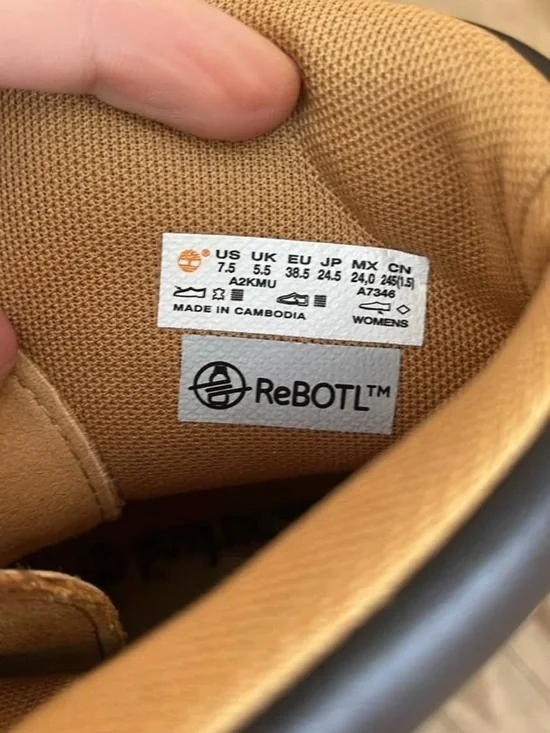 US UK EU JP MX CN
7.5 5.5 38.5 24.5 24,0 245(1.5)
A2KMU A7346
MADE IN CAMBODIA WOMENS
ReBOTL™